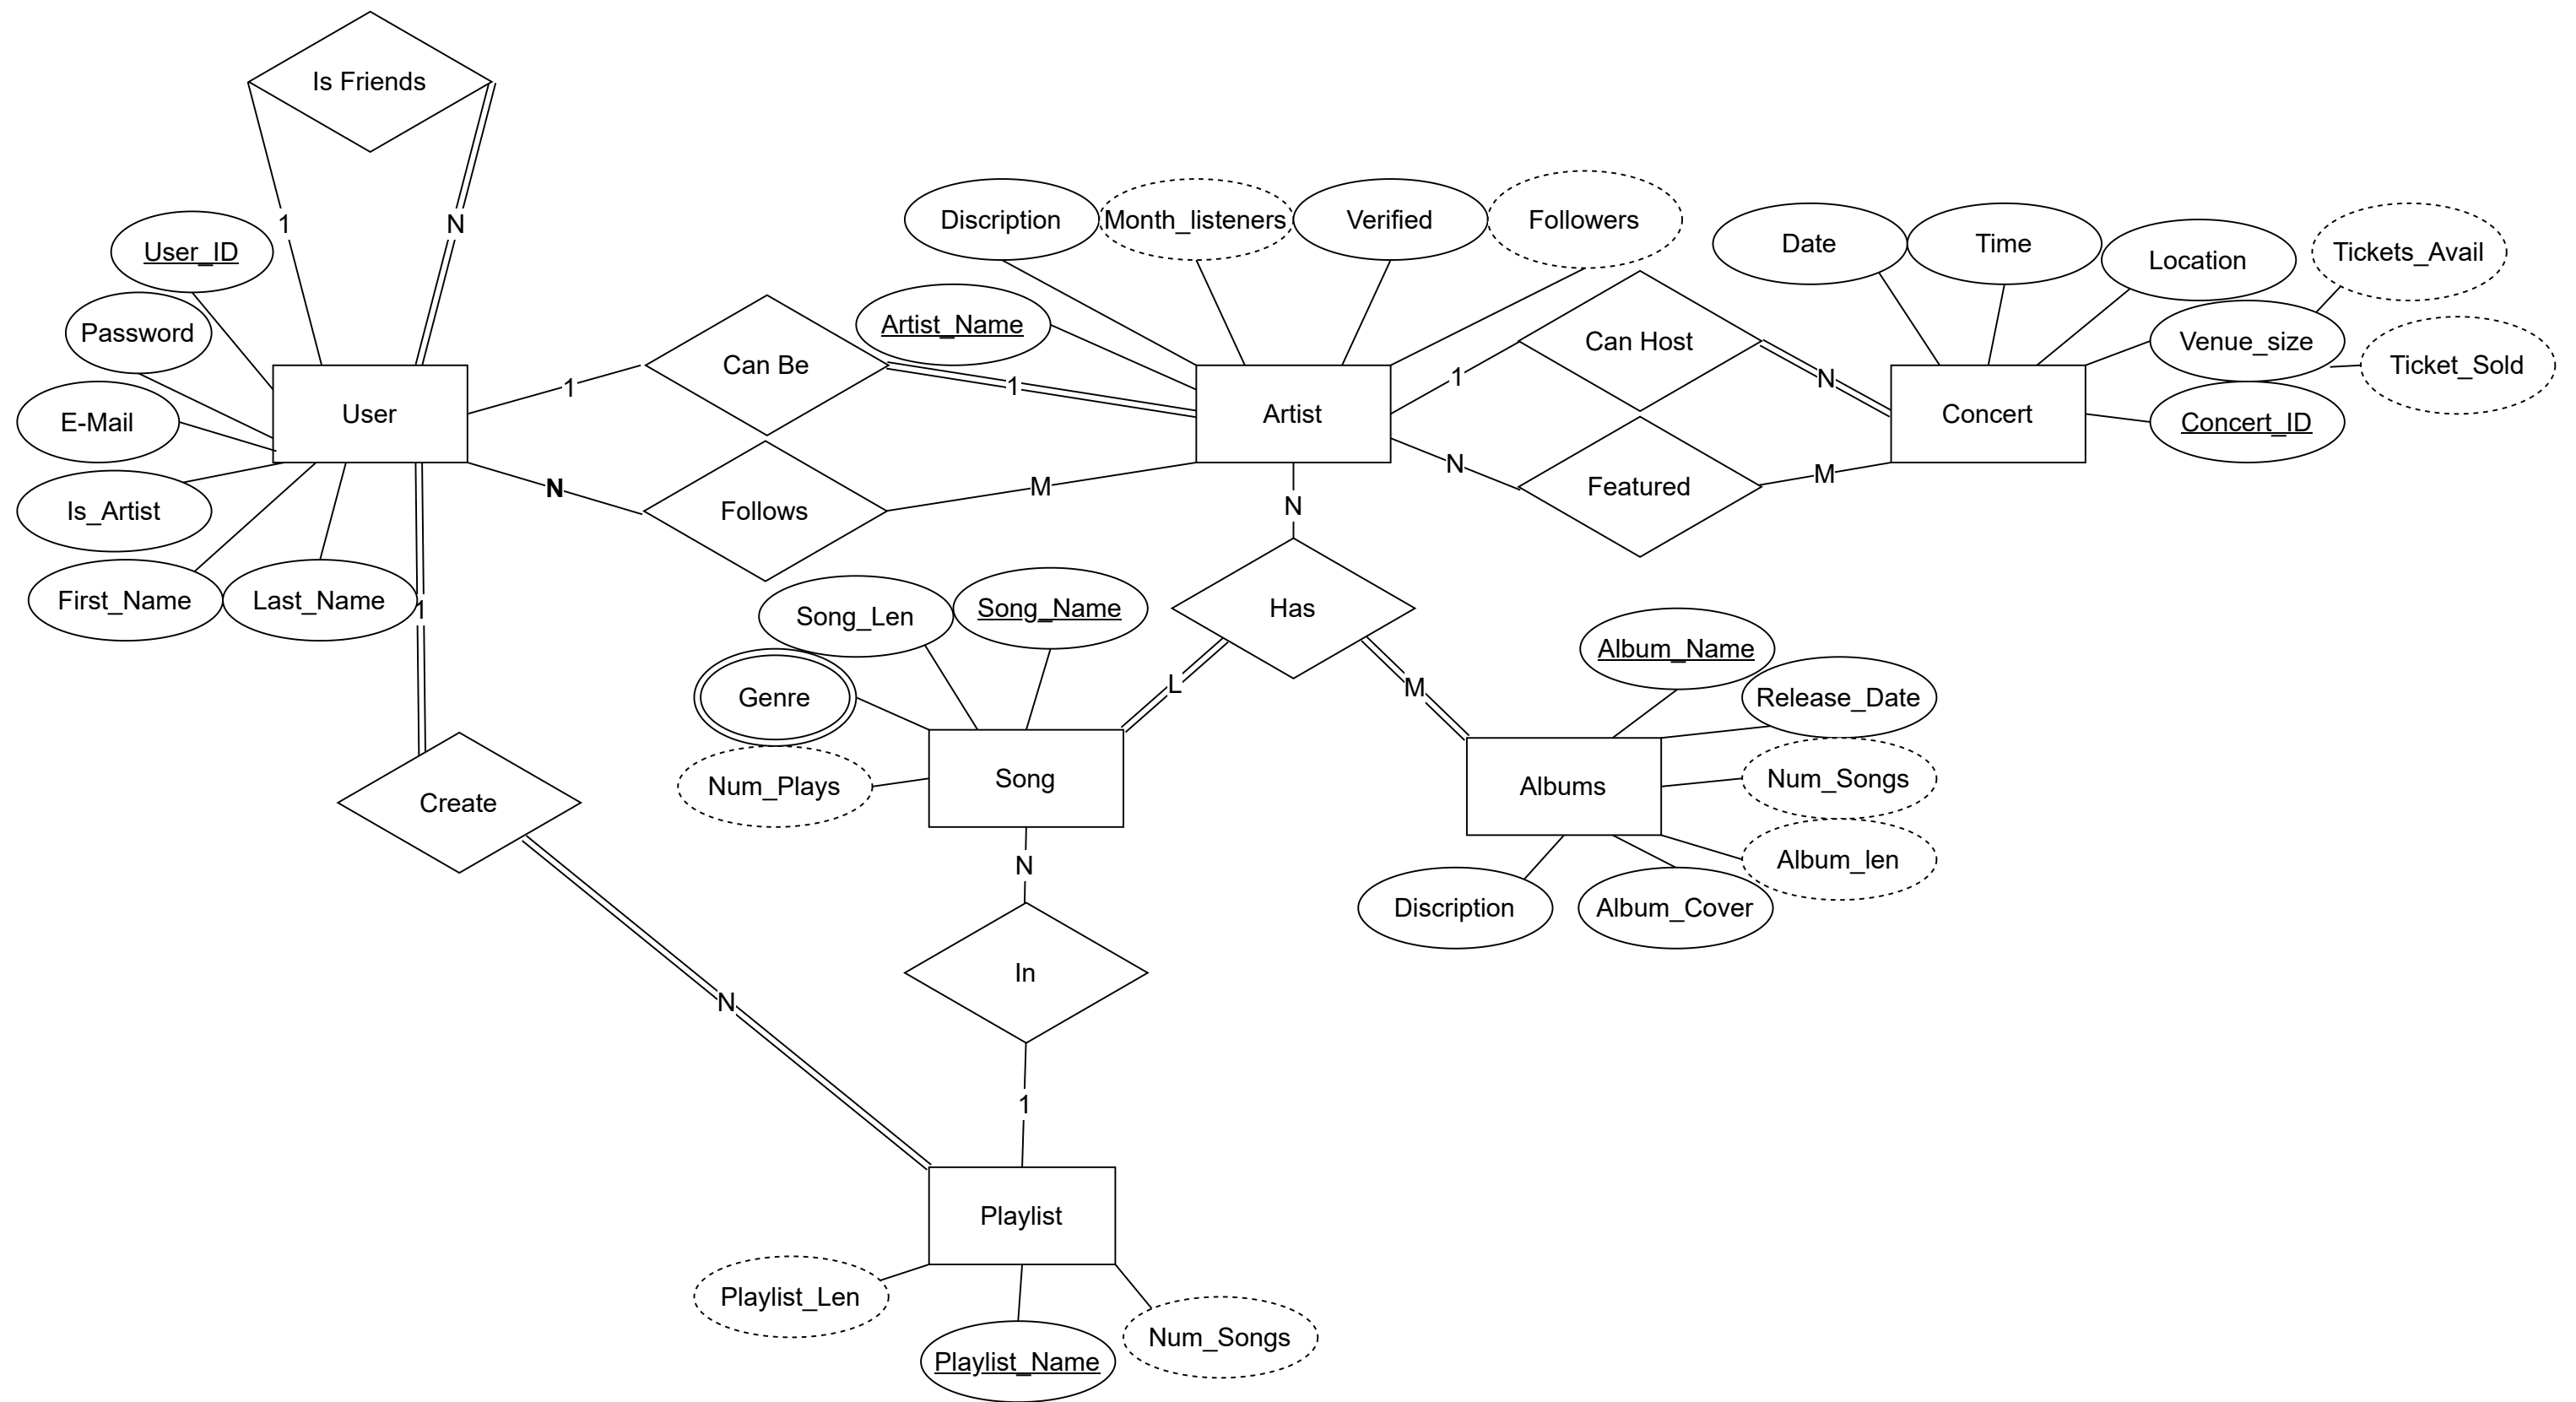 Is Friends
1
N
User_ID
Password
E-Mail
Is_Artist
First_Name
Last_Name
User
1
Can Be
1
N
Follows
M
Discription
Month_listeners
Verified
Followers
Artist_Name
Artist
1
Can Host
N
N
Featured
M
Date
Time
Location
Tickets_Avail
Venue_size
Ticket_Sold
Concert_ID
Concert
N
Has
L
M
Song_Len
Song_Name
Genre
Num_Plays
Song
Album_Name
Release_Date
Num_Songs
Album_len
Albums
Discription
Album_Cover
1
Create
N
N
In
1
Playlist
Playlist_Len
Playlist_Name
Num_Songs